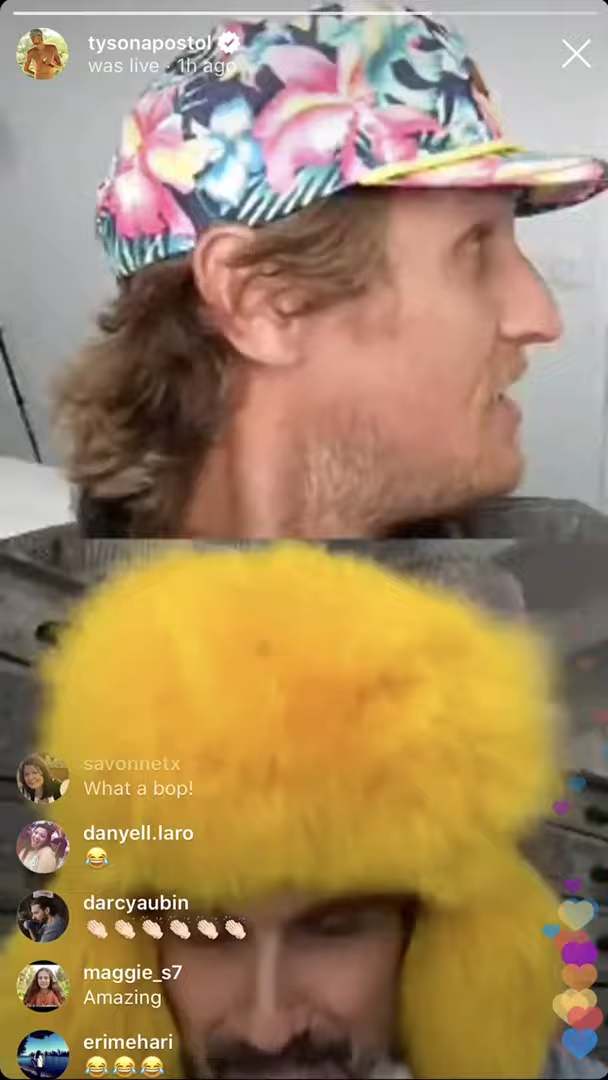 tysonapostol
was live · 1h ago
savonnetx
What a bop!
danyell.laro
😂
darcyaubin
👏🏻👏🏻👏🏻👏🏻👏🏻👏🏻
maggie_s7
Amazing
erimehari
😂😂😂